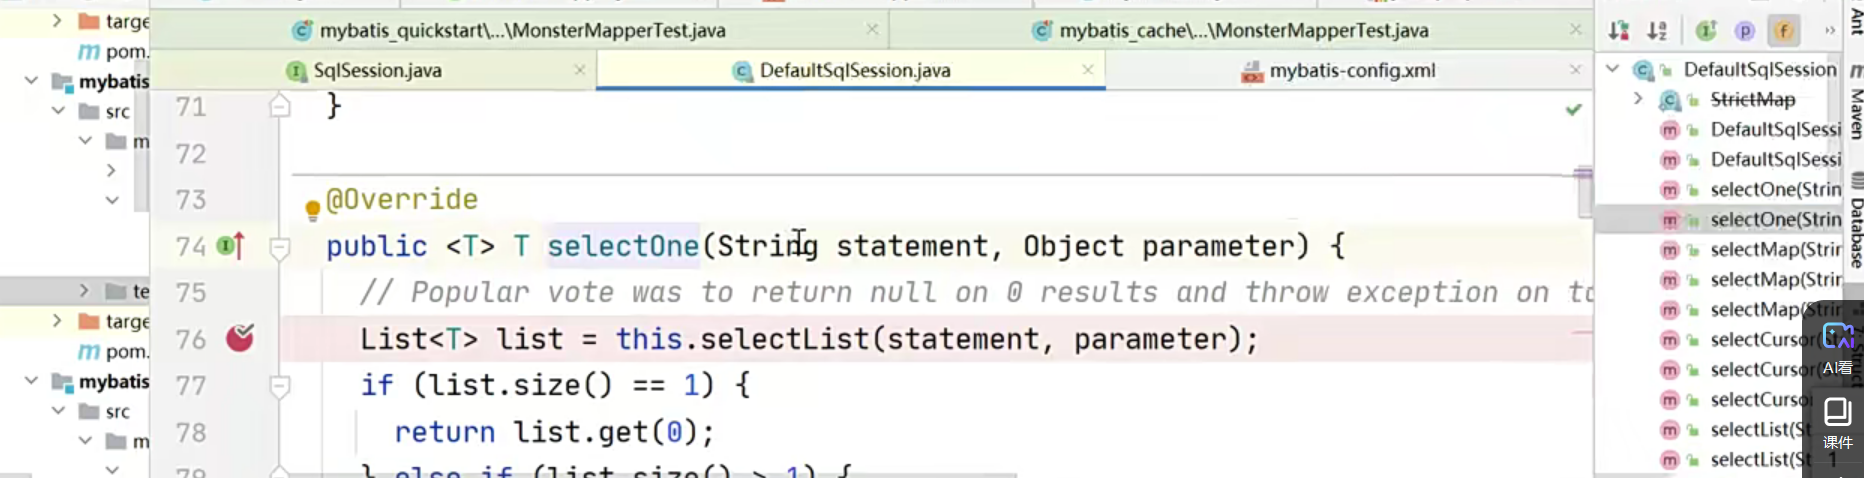 targe
pom.
mybatis
src
m
te
targe
pom.
mybatis
src
m
mybatis_quickstart\...\MonsterMapperTest.java
mybatis_cache\...\MonsterMapperTest.java
SqlSession.java
DefaultSqlSession.java
mybatis-config.xml
71 }
72
73 @Override
74 public <T> T selectOne(String statement, Object parameter) {
75 // Popular vote was to return null on 0 results and throw exception on to
76 List<T> list = this.selectList(statement, parameter);
77 if (list.size() == 1) {
78 return list.get(0);
79 } else if (list.size() > 1) {
DefaultSqlSession
StrictMap
DefaultSqlSessi
DefaultSqlSessi
selectOne(Strin
selectOne(Strin
selectMap(Strir
selectMap(Strir
selectMap(Strir
selectCursor(St
selectCursor(S
selectCurso
selectList(St
selectList(St
Ant
Maven
Database
AI看
课件
1